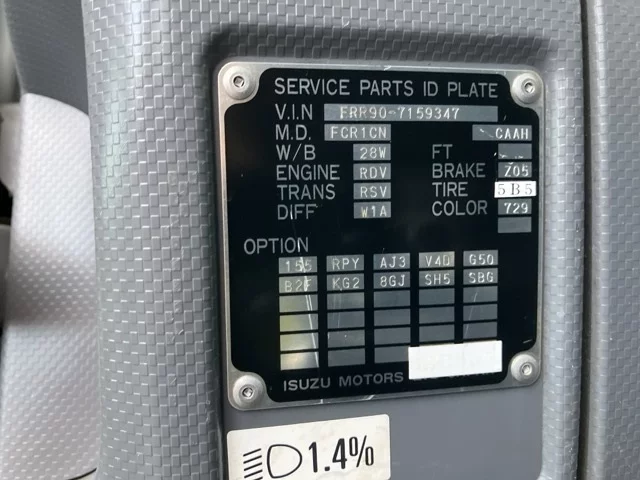 SERVICE PARTS ID PLATE
V.I.N FRR90-7159347
M.D. FCR1CN CAAH
W/B 28W FT
ENGINE RDV BRAKE Z05
TRANS RSV TIRE 5B5
DIFF W1A COLOR 729
OPTION
155 RPY AJ3 V4D G50
B2F KG2 8GJ SH5 SBG
ISUZU MOTORS
1.4%